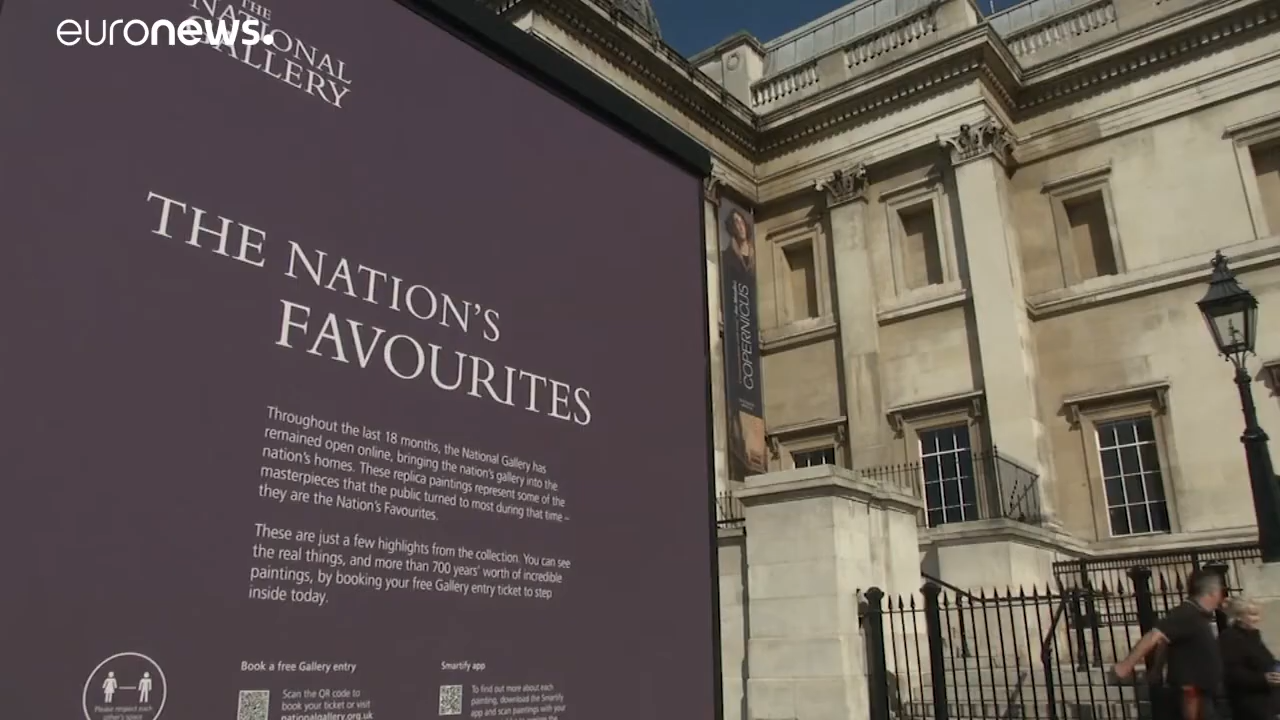 euronews.
THE
NATIONAL
GALLERY
THE NATION'S
FAVOURITES
Throughout the last 18 months, the National Gallery has
remained open online, bringing the nation's gallery into the
nation's homes. These replica paintings represent some of the
masterpieces that the public turned to most during that time –
they are the Nation's Favourites.
These are just a few highlights from the collection. You can see
the real things, and more than 700 years' worth of incredible
paintings, by booking your free Gallery entry ticket to step
inside today.
COPERNICUS
Please respect each
other's space
Book a free Gallery entry
Scan the QR code to
book your ticket or visit
nationalgallery.org.uk
Smartify app
To find out more about each
painting, download the Smartify
app and scan paintings with your